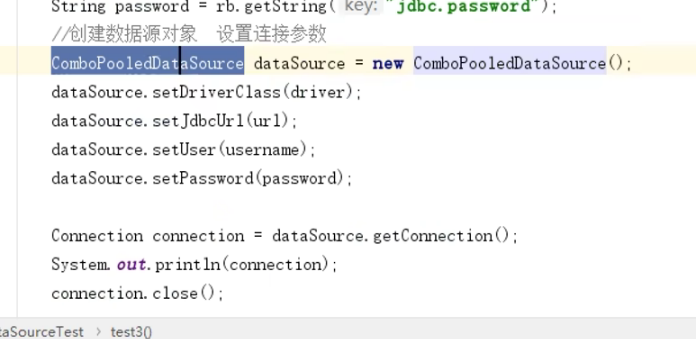 String password = rb.getString( key: "jdbc.password");
//创建数据源对象  设置连接参数
ComboPooledDataSource dataSource = new ComboPooledDataSource();
dataSource.setDriverClass(driver);
dataSource.setJdbcUrl(url);
dataSource.setUser(username);
dataSource.setPassword(password);
Connection connection = dataSource.getConnection();
System.out.println(connection);
connection.close();
taSourceTest > test3()